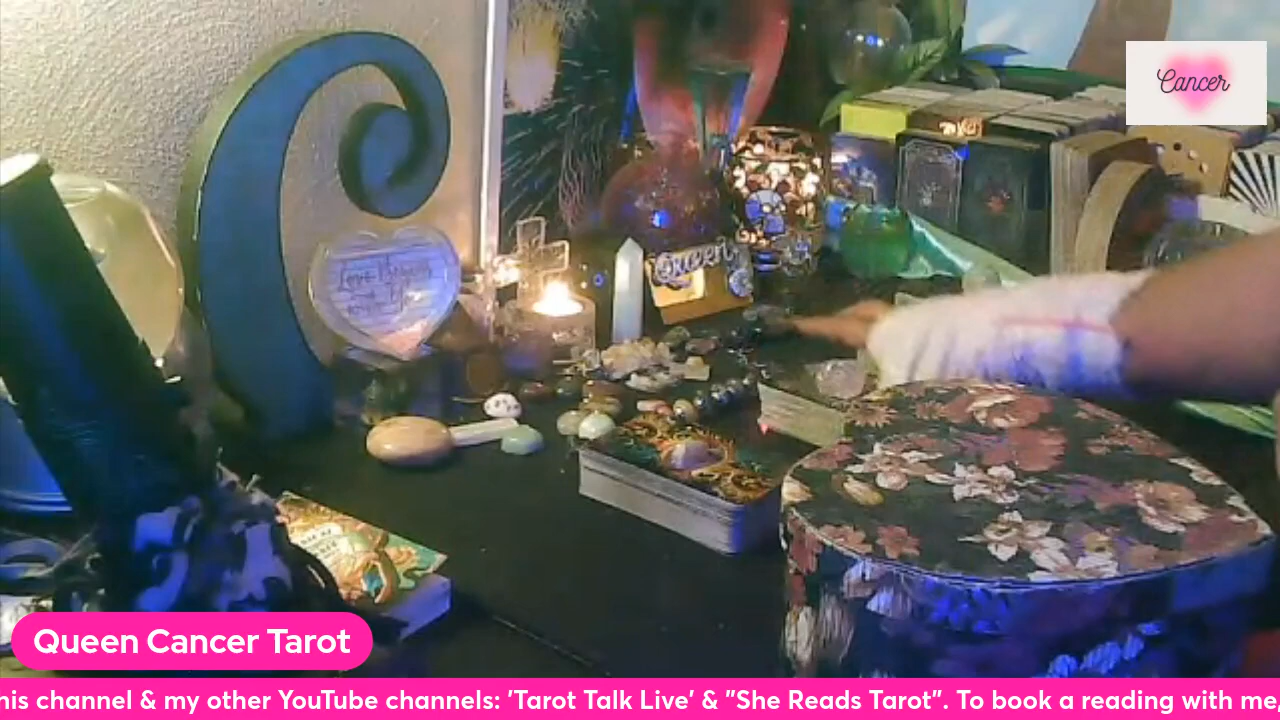 Cancer
Queen
Queen Cancer Tarot
his channel & my other YouTube channels: 'Tarot Talk Live' & "She Reads Tarot". To book a reading with me,